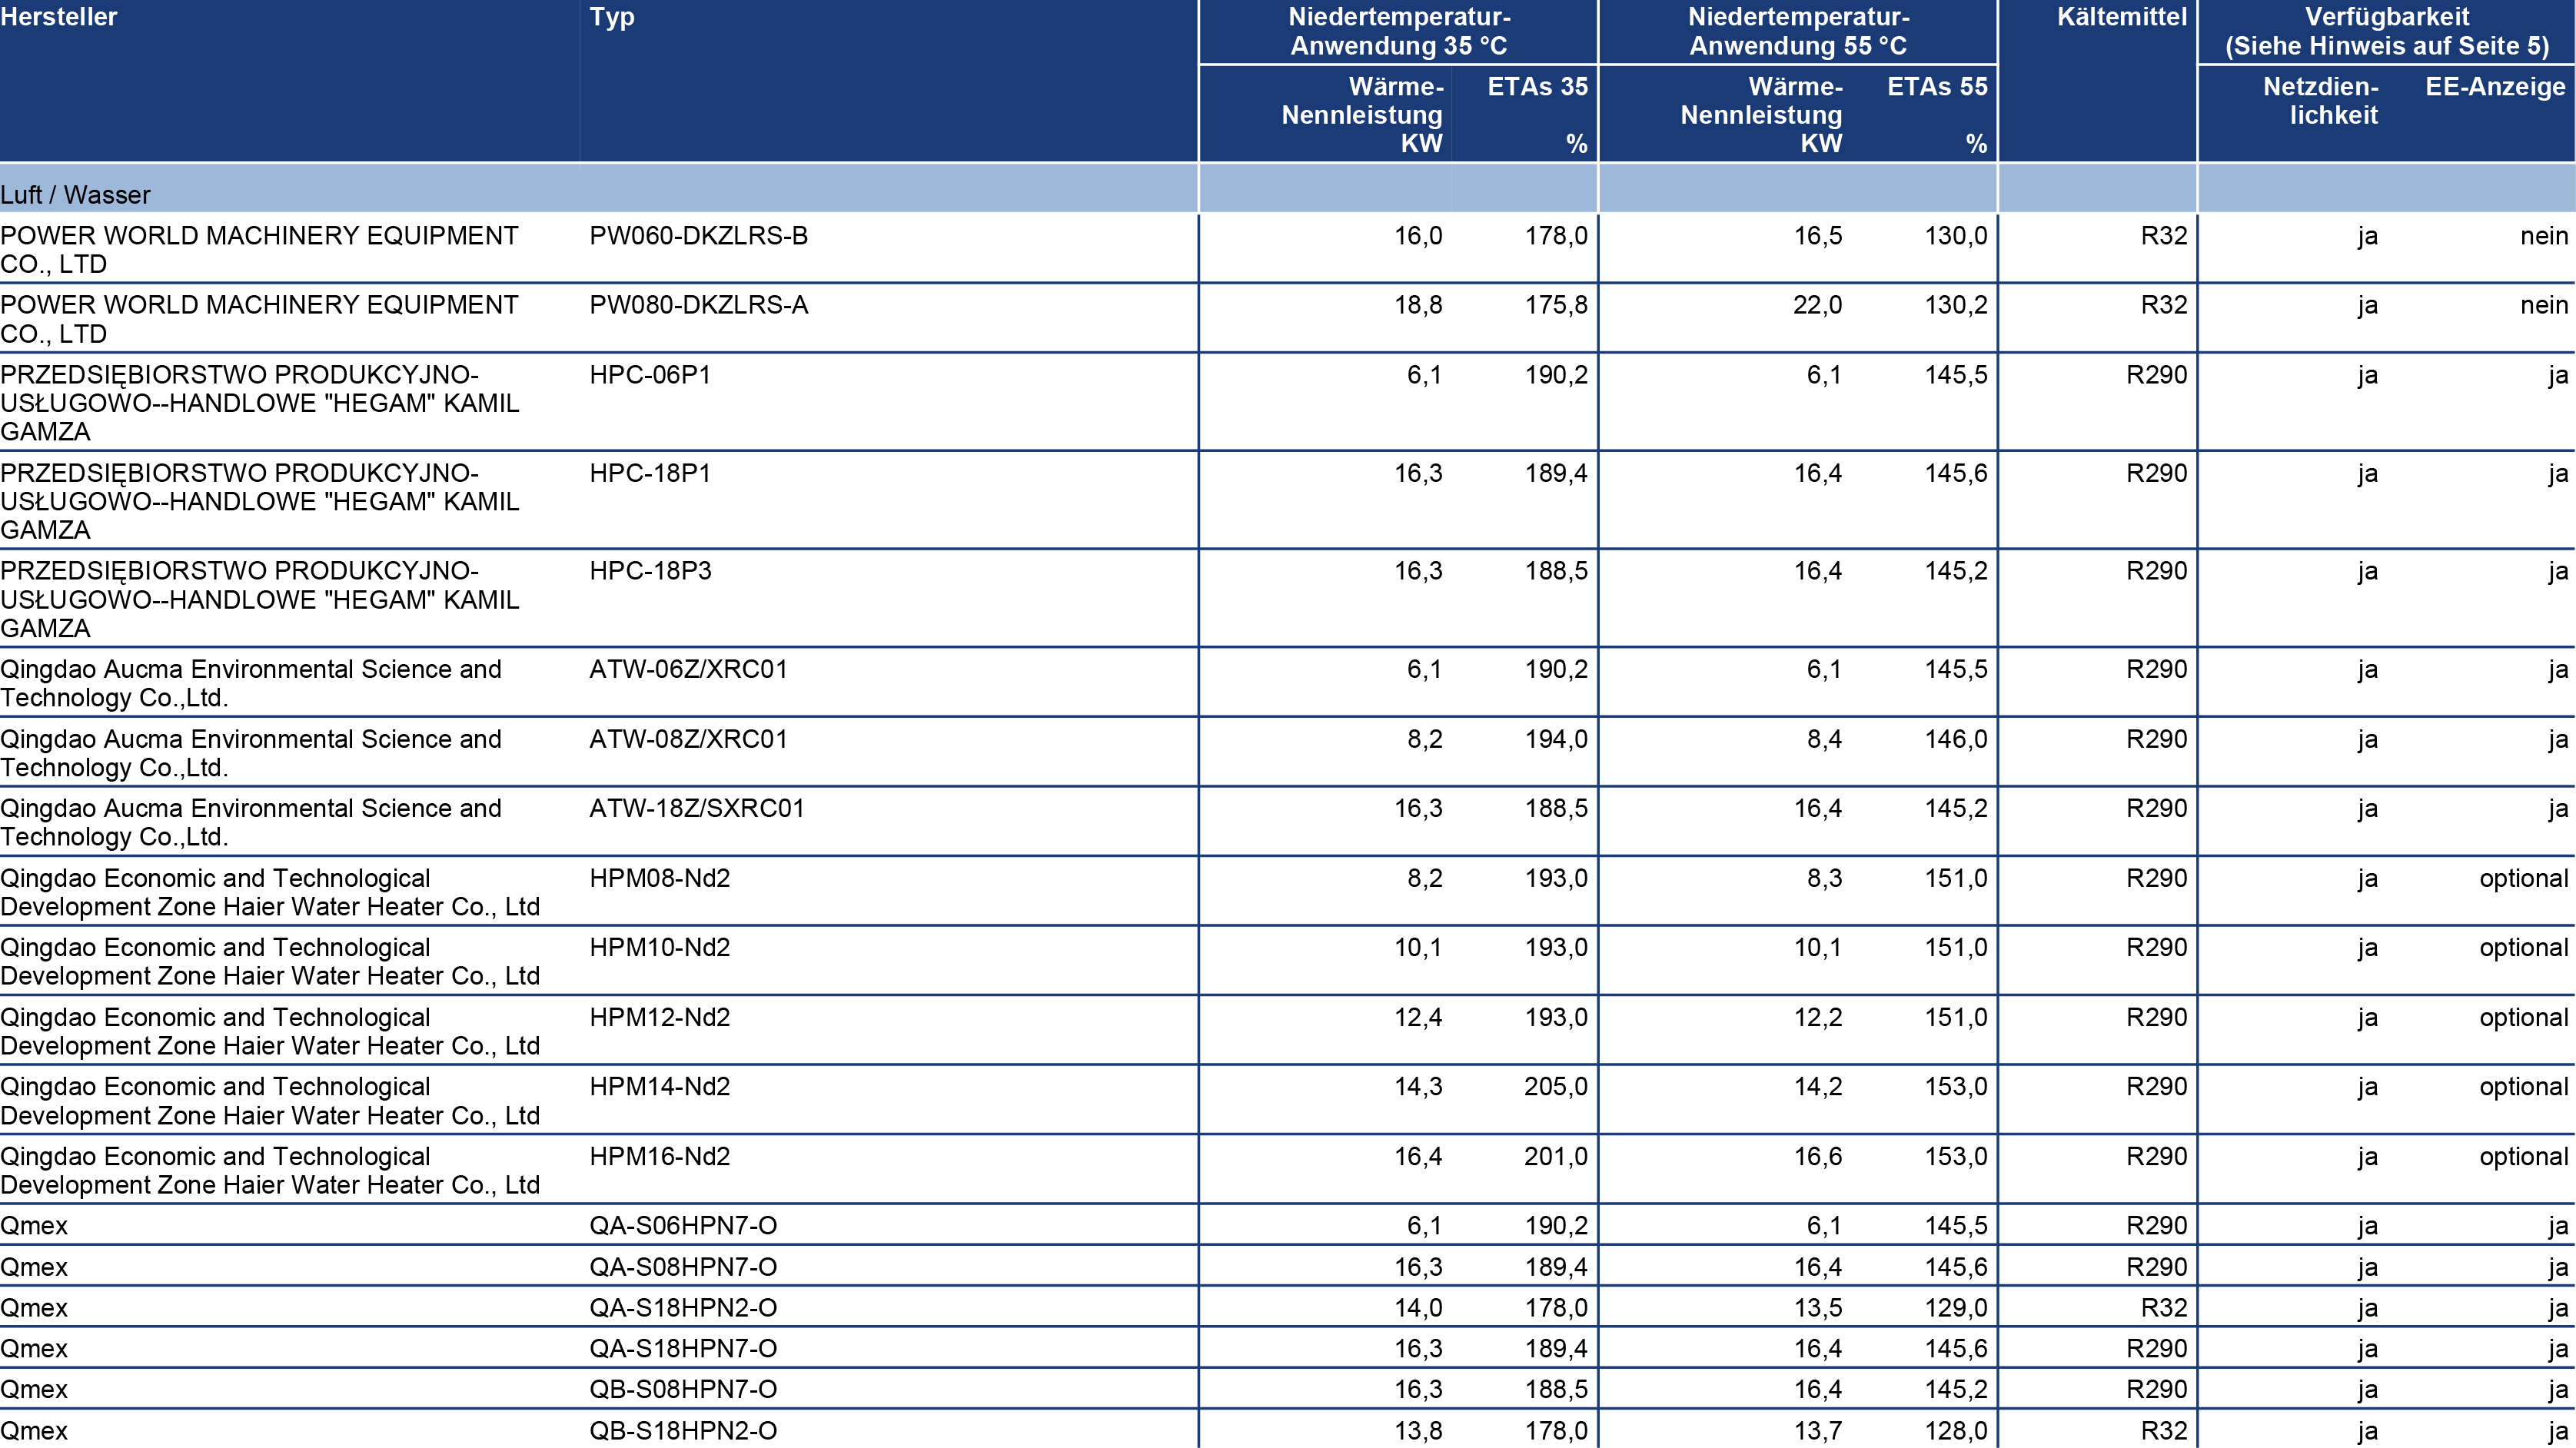 Hersteller Typ Niedertemperatur- Niedertemperatur- Kältemittel Verfügbarkeit
Anwendung 35 °C Anwendung 55 °C (Siehe Hinweis auf Seite 5)
Wärme- ETAs 35 Wärme- ETAs 55 Netzdien- EE-Anzeige
Nennleistung Nennleistung lichkeit
KW % KW %
Luft / Wasser
POWER WORLD MACHINERY EQUIPMENT PW060-DKZLRS-B 16,0 178,0 16,5 130,0 R32 ja nein
CO., LTD
POWER WORLD MACHINERY EQUIPMENT PW080-DKZLRS-A 18,8 175,8 22,0 130,2 R32 ja nein
CO., LTD
PRZEDSIĘBIORSTWO PRODUKCYJNO- HPC-06P1 6,1 190,2 6,1 145,5 R290 ja ja
USŁUGOWO--HANDLOWE "HEGAM" KAMIL
GAMZA
PRZEDSIĘBIORSTWO PRODUKCYJNO- HPC-18P1 16,3 189,4 16,4 145,6 R290 ja ja
USŁUGOWO--HANDLOWE "HEGAM" KAMIL
GAMZA
PRZEDSIĘBIORSTWO PRODUKCYJNO- HPC-18P3 16,3 188,5 16,4 145,2 R290 ja ja
USŁUGOWO--HANDLOWE "HEGAM" KAMIL
GAMZA
Qingdao Aucma Environmental Science and ATW-06Z/XRC01 6,1 190,2 6,1 145,5 R290 ja ja
Technology Co.,Ltd.
Qingdao Aucma Environmental Science and ATW-08Z/XRC01 8,2 194,0 8,4 146,0 R290 ja ja
Technology Co.,Ltd.
Qingdao Aucma Environmental Science and ATW-18Z/SXRC01 16,3 188,5 16,4 145,2 R290 ja ja
Technology Co.,Ltd.
Qingdao Economic and Technological HPM08-Nd2 8,2 193,0 8,3 151,0 R290 ja optional
Development Zone Haier Water Heater Co., Ltd
Qingdao Economic and Technological HPM10-Nd2 10,1 193,0 10,1 151,0 R290 ja optional
Development Zone Haier Water Heater Co., Ltd
Qingdao Economic and Technological HPM12-Nd2 12,4 193,0 12,2 151,0 R290 ja optional
Development Zone Haier Water Heater Co., Ltd
Qingdao Economic and Technological HPM14-Nd2 14,3 205,0 14,2 153,0 R290 ja optional
Development Zone Haier Water Heater Co., Ltd
Qingdao Economic and Technological HPM16-Nd2 16,4 201,0 16,6 153,0 R290 ja optional
Development Zone Haier Water Heater Co., Ltd
Qmex QA-S06HPN7-O 6,1 190,2 6,1 145,5 R290 ja ja
Qmex QA-S08HPN7-O 16,3 189,4 16,4 145,6 R290 ja ja
Qmex QA-S18HPN2-O 14,0 178,0 13,5 129,0 R32 ja ja
Qmex QA-S18HPN7-O 16,3 189,4 16,4 145,6 R290 ja ja
Qmex QB-S08HPN7-O 16,3 188,5 16,4 145,2 R290 ja ja
Qmex QB-S18HPN2-O 13,8 178,0 13,7 128,0 R32 ja ja